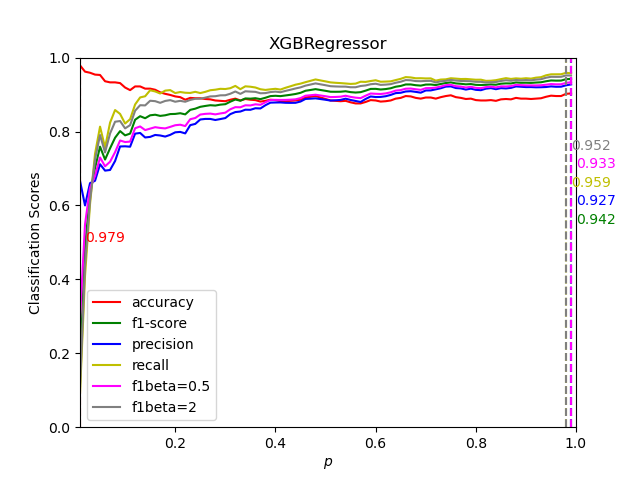 XGBRegressor
1.0
0.8
0.6
0.4
0.2
0.0
Classification Scores
0.952
0.933
0.959
0.927
0.942
0.979
accuracy
f1-score
precision
recall
f1beta=0.5
f1beta=2
0.2 0.4 0.6 0.8 1.0
p